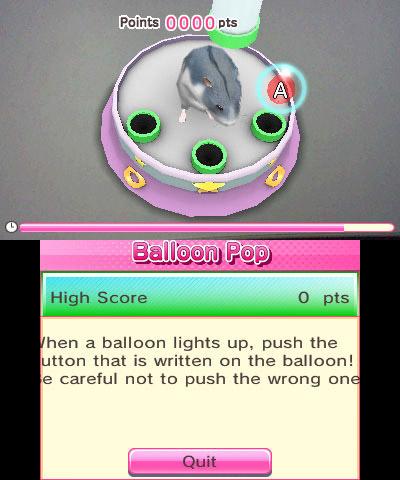 Points 0000 pts
A
Balloon Pop
High Score 0 pts
hen a balloon lights up, push the
utton that is written on the balloon!
e careful not to push the wrong one
Quit